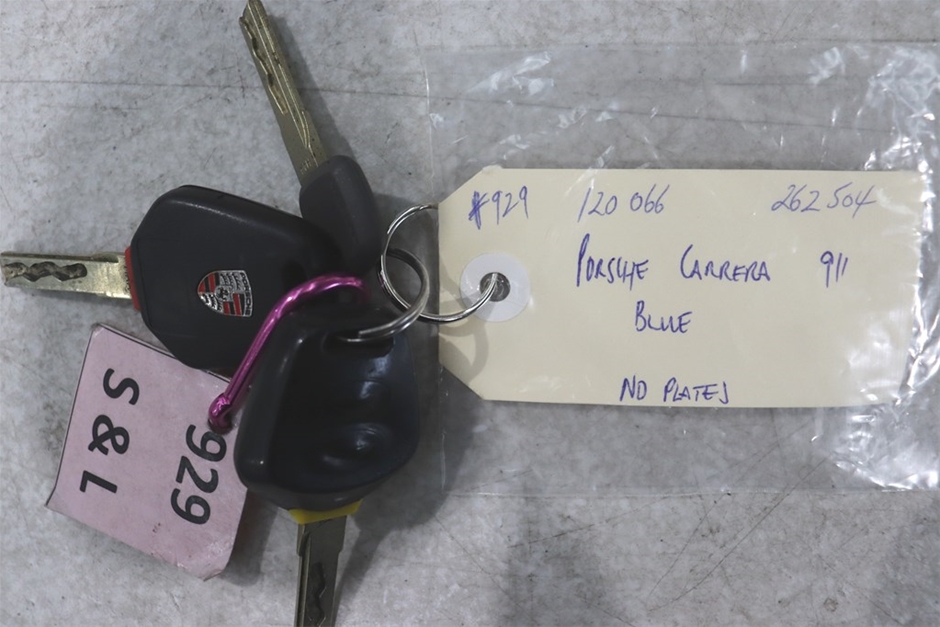 #929 120 066 262 504
PORSCHE CARRERA 911
BLUE
NO PLATES
929
S & L